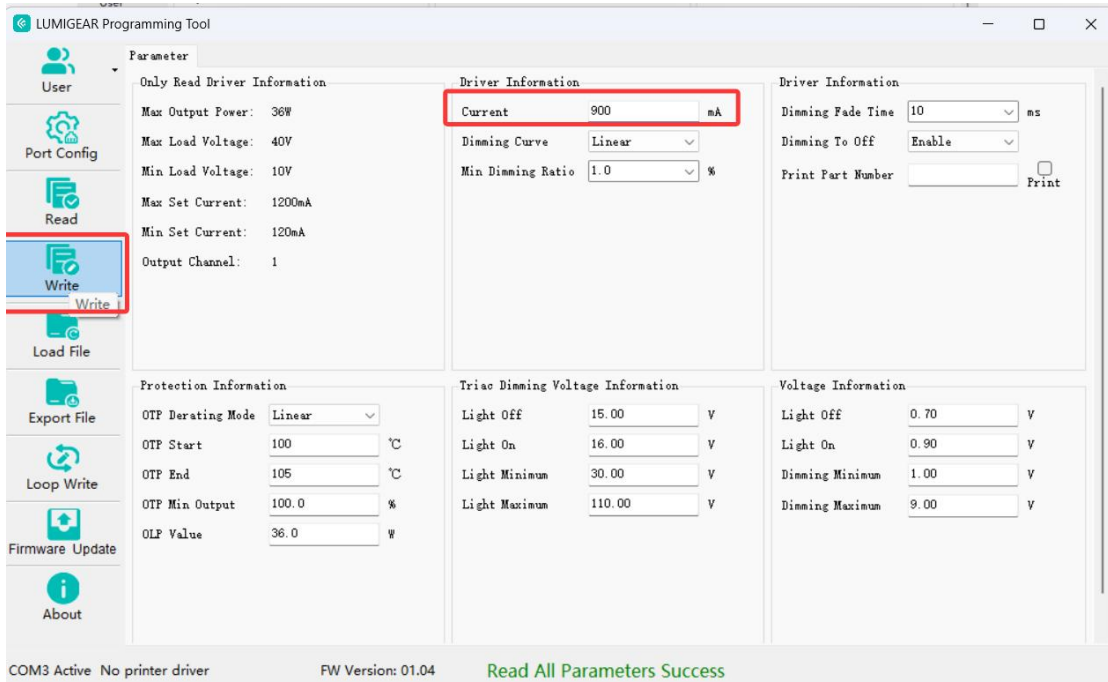 LUMIGEAR Programming Tool
User
Port Config
Read
Write
Write
Load File
Export File
Loop Write
Firmware Update
About
Parameter
Only Read Driver Information
Max Output Power: 36W
Max Load Voltage: 40V
Min Load Voltage: 10V
Max Set Current: 1200mA
Min Set Current: 120mA
Output Channel: 1
Driver Information
Current 900 mA
Dimming Curve Linear
Min Dimming Ratio 1.0 %
Driver Information
Dimming Fade Time 10 ms
Dimming To Off Enable
Print Part Number Print
Protection Information
OTP Derating Mode Linear
OTP Start 100 ℃
OTP End 105 ℃
OTP Min Output 100.0 %
OLP Value 36.0 W
Triac Dimming Voltage Information
Light Off 15.00 V
Light On 16.00 V
Light Minimum 30.00 V
Light Maximum 110.00 V
Voltage Information
Light Off 0.70 V
Light On 0.90 V
Dimming Minimum 1.00 V
Dimming Maximum 9.00 V
COM3 Active No printer driver FW Version: 01.04 Read All Parameters Success